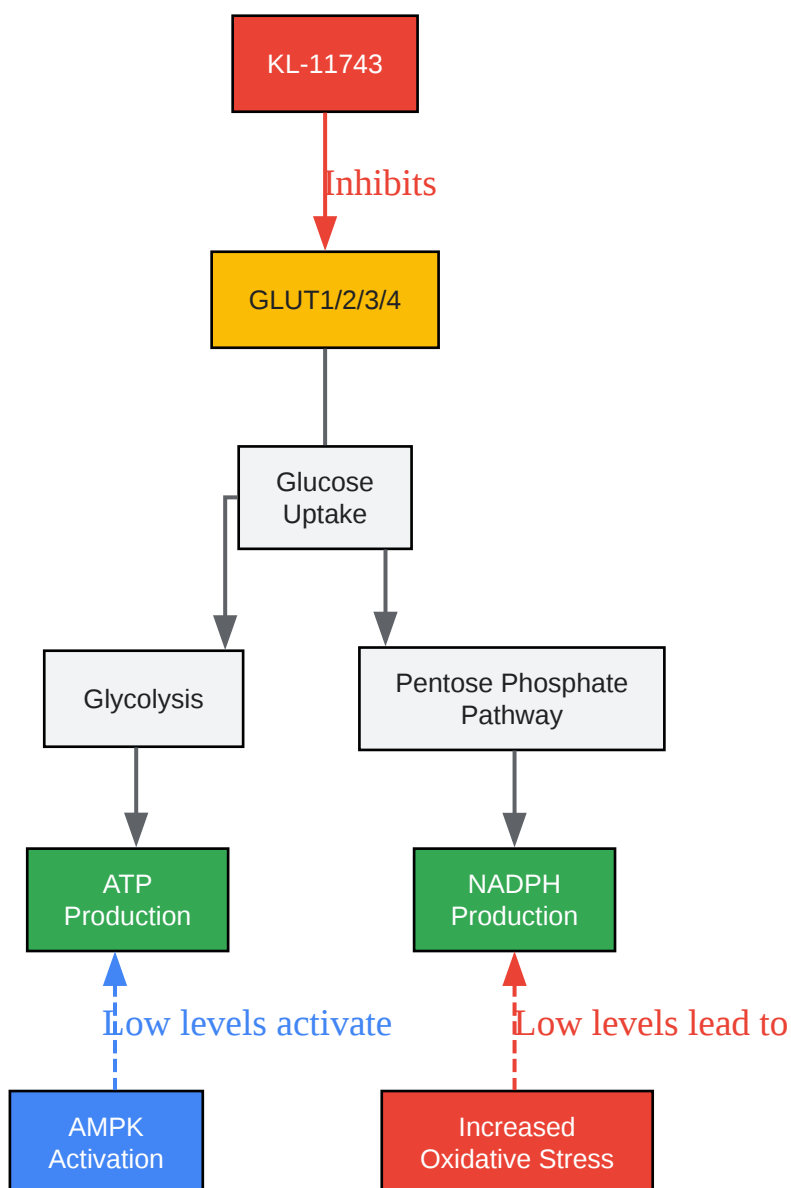 KL-11743
Inhibits
GLUT1/2/3/4
Glucose
Uptake
Glycolysis
Pentose Phosphate
Pathway
ATP
Production
NADPH
Production
Low levels activate
Low levels lead to
AMPK
Activation
Increased
Oxidative Stress